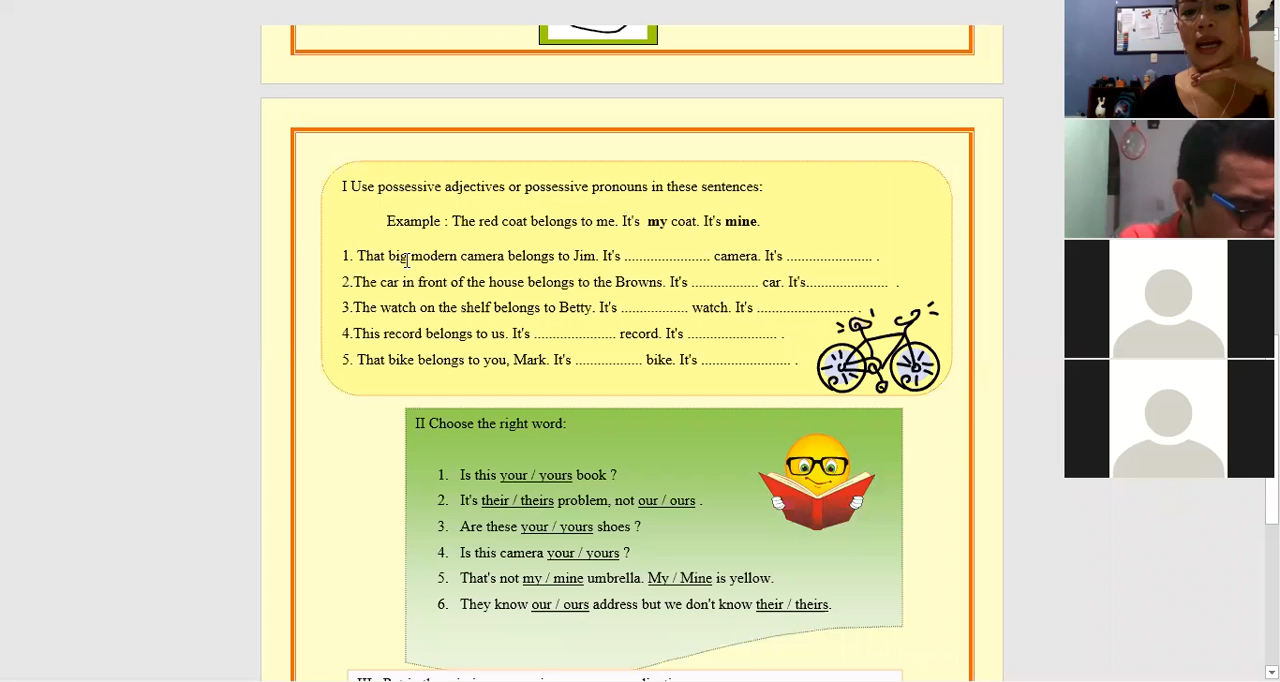 I Use possessive adjectives or possessive pronouns in these sentences:
Example : The red coat belongs to me. It's my coat. It's mine.
1. That big modern camera belongs to Jim. It's ..................... camera. It's ..................... .
2.The car in front of the house belongs to the Browns. It's ................. car. It's..................... .
3.The watch on the shelf belongs to Betty. It's ................. watch. It's ..........................
4.This record belongs to us. It's ..................... record. It's ....................... .
5. That bike belongs to you, Mark. It's ................. bike. It's ....................... .
II Choose the right word:
1. Is this your / yours book ?
2. It's their / theirs problem, not our / ours .
3. Are these your / yours shoes ?
4. Is this camera your / yours ?
5. That's not my / mine umbrella. My / Mine is yellow.
6. They know our / ours address but we don't know their / theirs.